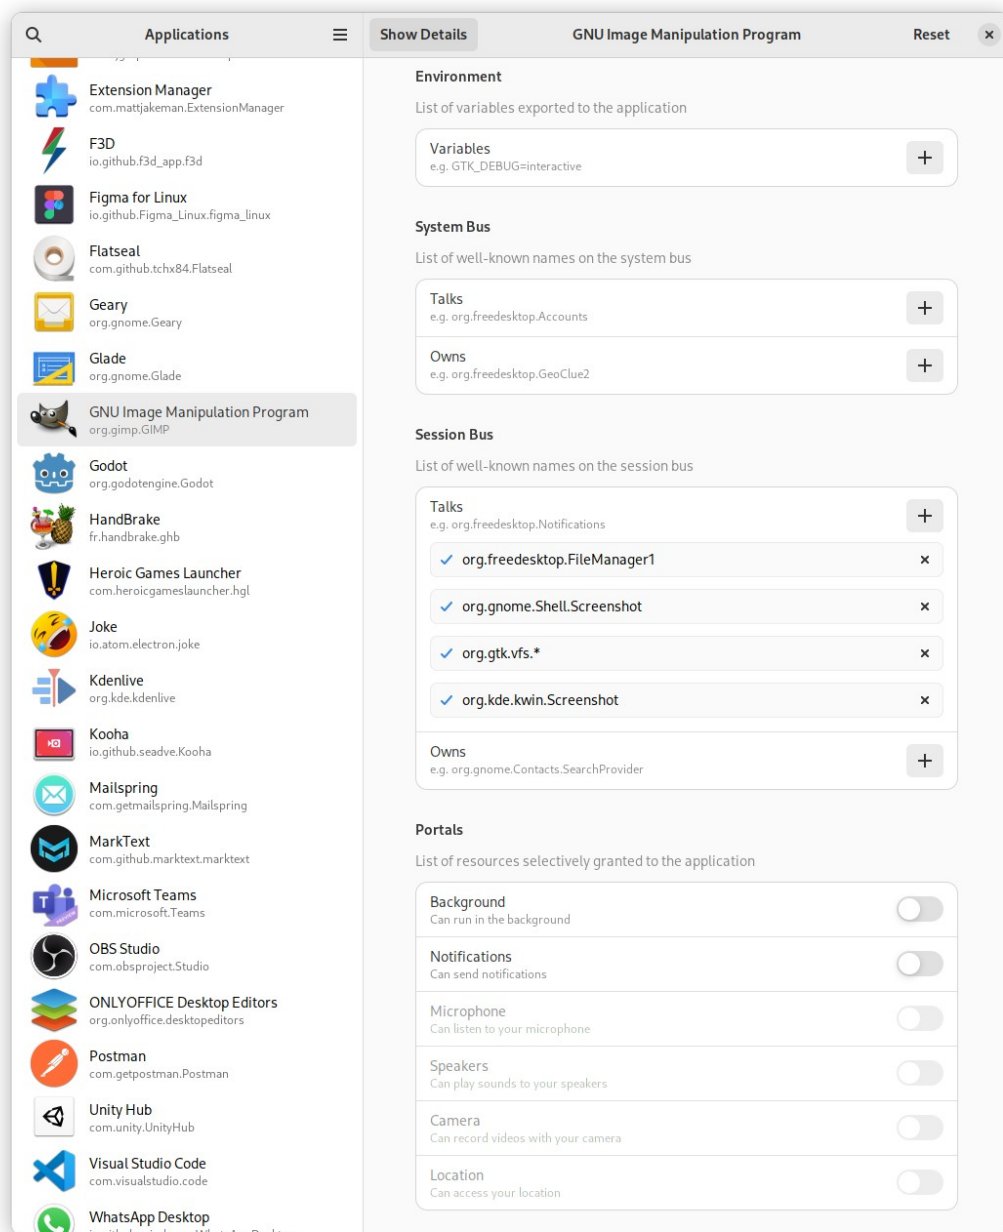 Applications
Extension Manager
com.mattjakeman.ExtensionManager
F3D
io.github.f3d_app.f3d
Figma for Linux
io.github.Figma_Linux.figma_linux
Flatseal
com.github.tchx84.Flatseal
Geary
org.gnome.Geary
Glade
org.gnome.Glade
GNU Image Manipulation Program
org.gimp.GIMP
Godot
org.godotengine.Godot
HandBrake
fr.handbrake.ghb
Heroic Games Launcher
com.heroicgameslauncher.hgl
Joke
io.atom.electron.joke
Kdenlive
org.kde.kdenlive
Kooha
io.github.seadve.Kooha
Mailspring
com.getmailspring.Mailspring
MarkText
com.github.marktext.marktext
Microsoft Teams
com.microsoft.Teams
OBS Studio
com.obsproject.Studio
ONLYOFFICE Desktop Editors
org.onlyoffice.desktopeditors
Postman
com.getpostman.Postman
Unity Hub
com.unity.UnityHub
Visual Studio Code
com.visualstudio.code
WhatsApp Desktop
Show Details
GNU Image Manipulation Program
Reset
Environment
List of variables exported to the application
Variables
e.g. GTK_DEBUG=interactive
System Bus
List of well-known names on the system bus
Talks
e.g. org.freedesktop.Accounts
Owns
e.g. org.freedesktop.GeoClue2
Session Bus
List of well-known names on the session bus
Talks
e.g. org.freedesktop.Notifications
org.freedesktop.FileManager1
org.gnome.Shell.Screenshot
org.gtk.vfs.*
org.kde.kwin.Screenshot
Owns
e.g. org.gnome.Contacts.SearchProvider
Portals
List of resources selectively granted to the application
Background
Can run in the background
Notifications
Can send notifications
Microphone
Can listen to your microphone
Speakers
Can play sounds to your speakers
Camera
Can record videos with your camera
Location
Can access your location